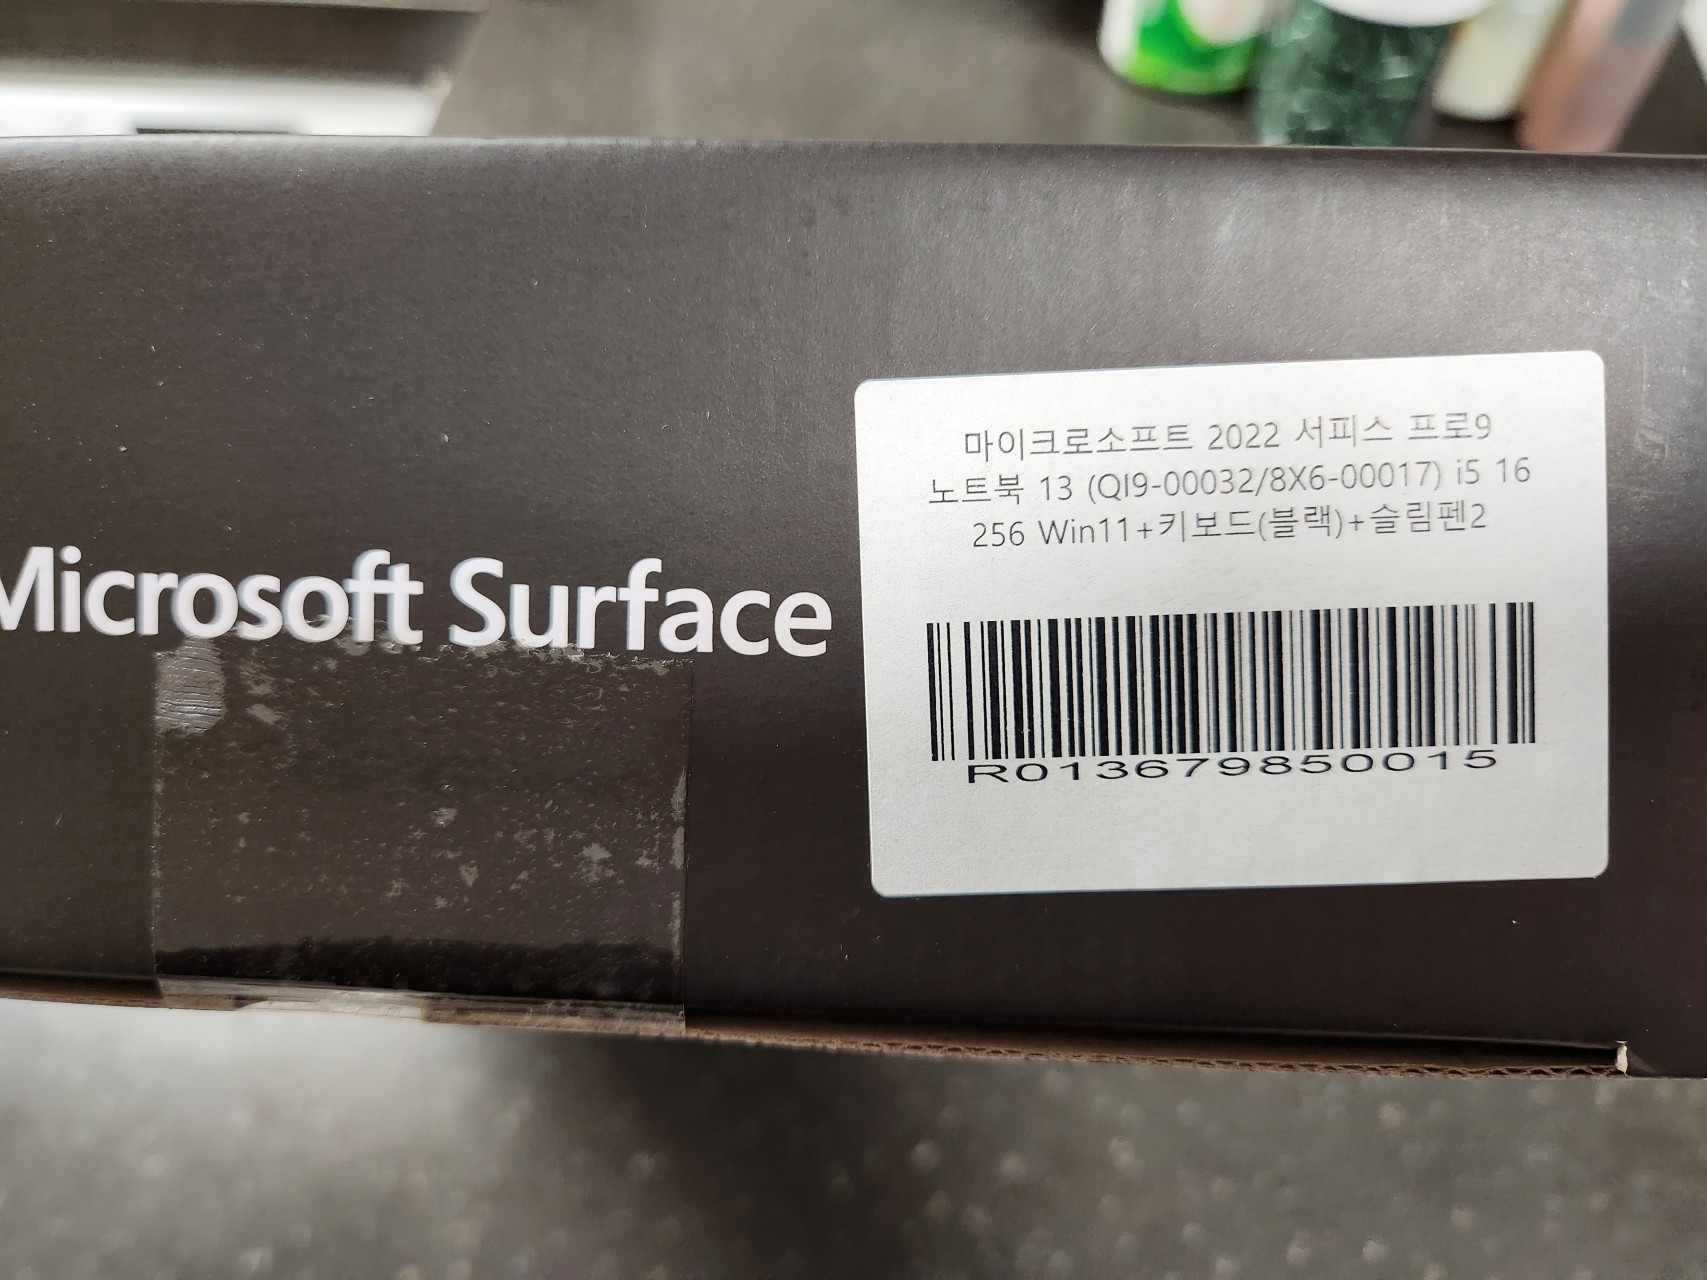 Microsoft Surface
마이크로소프트 2022 서피스 프로9
노트북 13 (QI9-00032/8X6-00017) i5 16
256 Win11+키보드(블랙)+슬림펜2
R013679850015